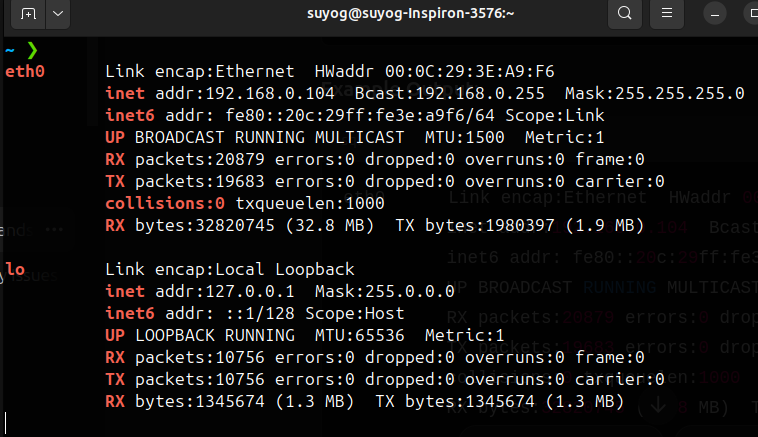 suyog@suyog-Inspiron-3576:~
~ ❯
eth0 Link encap:Ethernet HWaddr 00:0C:29:3E:A9:F6
inet addr:192.168.0.104 Bcast:192.168.0.255 Mask:255.255.255.0
inet6 addr: fe80::20c:29ff:fe3e:a9f6/64 Scope:Link
UP BROADCAST RUNNING MULTICAST MTU:1500 Metric:1
RX packets:20879 errors:0 dropped:0 overruns:0 frame:0
TX packets:19683 errors:0 dropped:0 overruns:0 carrier:0
collisions:0 txqueuelen:1000
RX bytes:32820745 (32.8 MB) TX bytes:1980397 (1.9 MB)
lo Link encap:Local Loopback
inet addr:127.0.0.1 Mask:255.0.0.0
inet6 addr: ::1/128 Scope:Host
UP LOOPBACK RUNNING MTU:65536 Metric:1
RX packets:10756 errors:0 dropped:0 overruns:0 frame:0
TX packets:10756 errors:0 dropped:0 overruns:0 carrier:0
RX bytes:1345674 (1.3 MB) TX bytes:1345674 (1.3 MB)